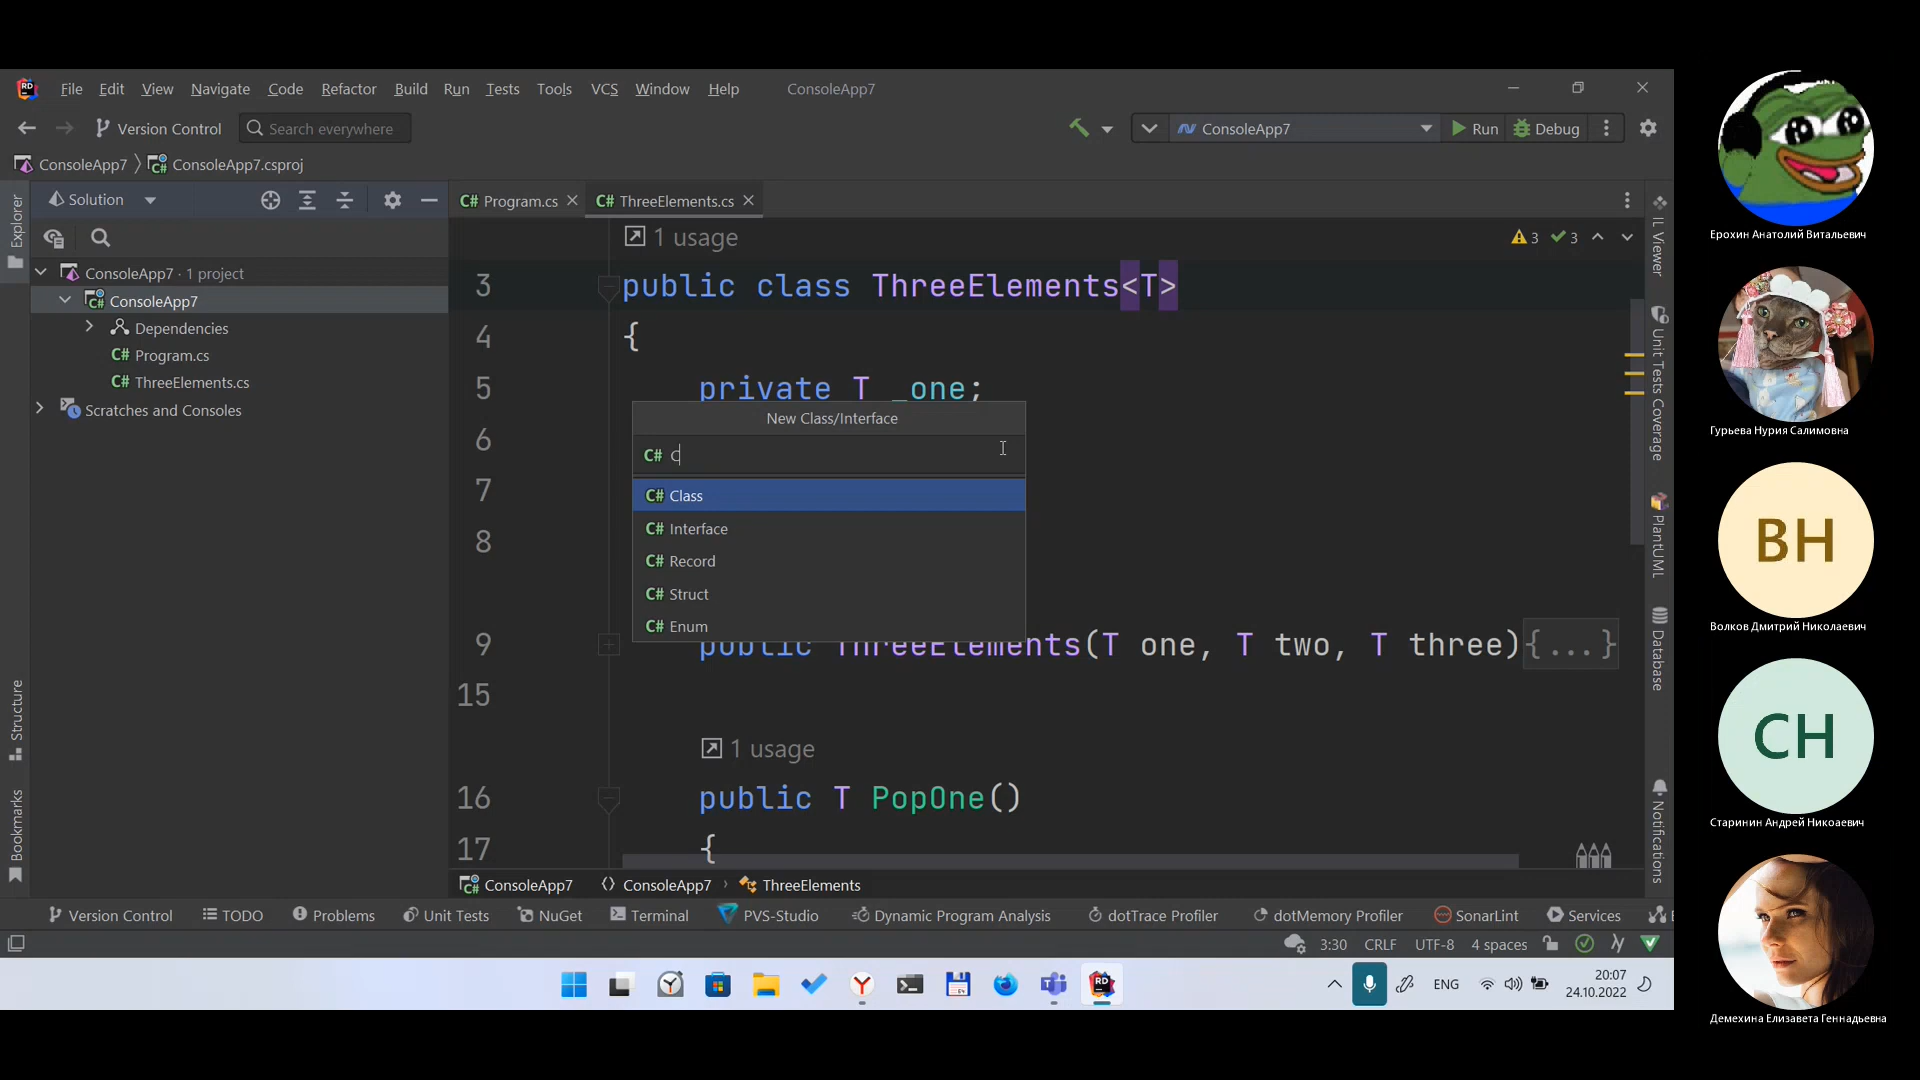 File Edit View Navigate Code Refactor Build Run Tests Tools VCS Window Help ConsoleApp7
Version Control Search everywhere ConsoleApp7 Run Debug
ConsoleApp7 ConsoleApp7.csproj
Solution
Explorer
ConsoleApp7 · 1 project
ConsoleApp7
Dependencies
C# Program.cs
C# ThreeElements.cs
Scratches and Consoles
Structure
Bookmarks
C# Program.cs C# ThreeElements.cs
1 usage
3 3
3 public class ThreeElements<T>
4 {
5 private T _one;
6
7
8
9 public ThreeElements(T one, T two, T three){...}
15
1 usage
16 public T PopOne()
17 {
New Class/Interface
C# C
C# Class
C# Interface
C# Record
C# Struct
C# Enum
IL Viewer
Unit Tests Coverage
PlantUML
Database
Notifications
ConsoleApp7 ConsoleApp7 ThreeElements
Version Control TODO Problems Unit Tests NuGet Terminal PVS-Studio Dynamic Program Analysis dotTrace Profiler dotMemory Profiler SonarLint Services
3:30 CRLF UTF-8 4 spaces
ENG 20:07
24.10.2022
Ерохин Анатолий Витальевич
Гурьева Нурия Салимовна
ВН
Волков Дмитрий Николаевич
СН
Старинин Андрей Никоаевич
Демехина Елизавета Геннадьевна